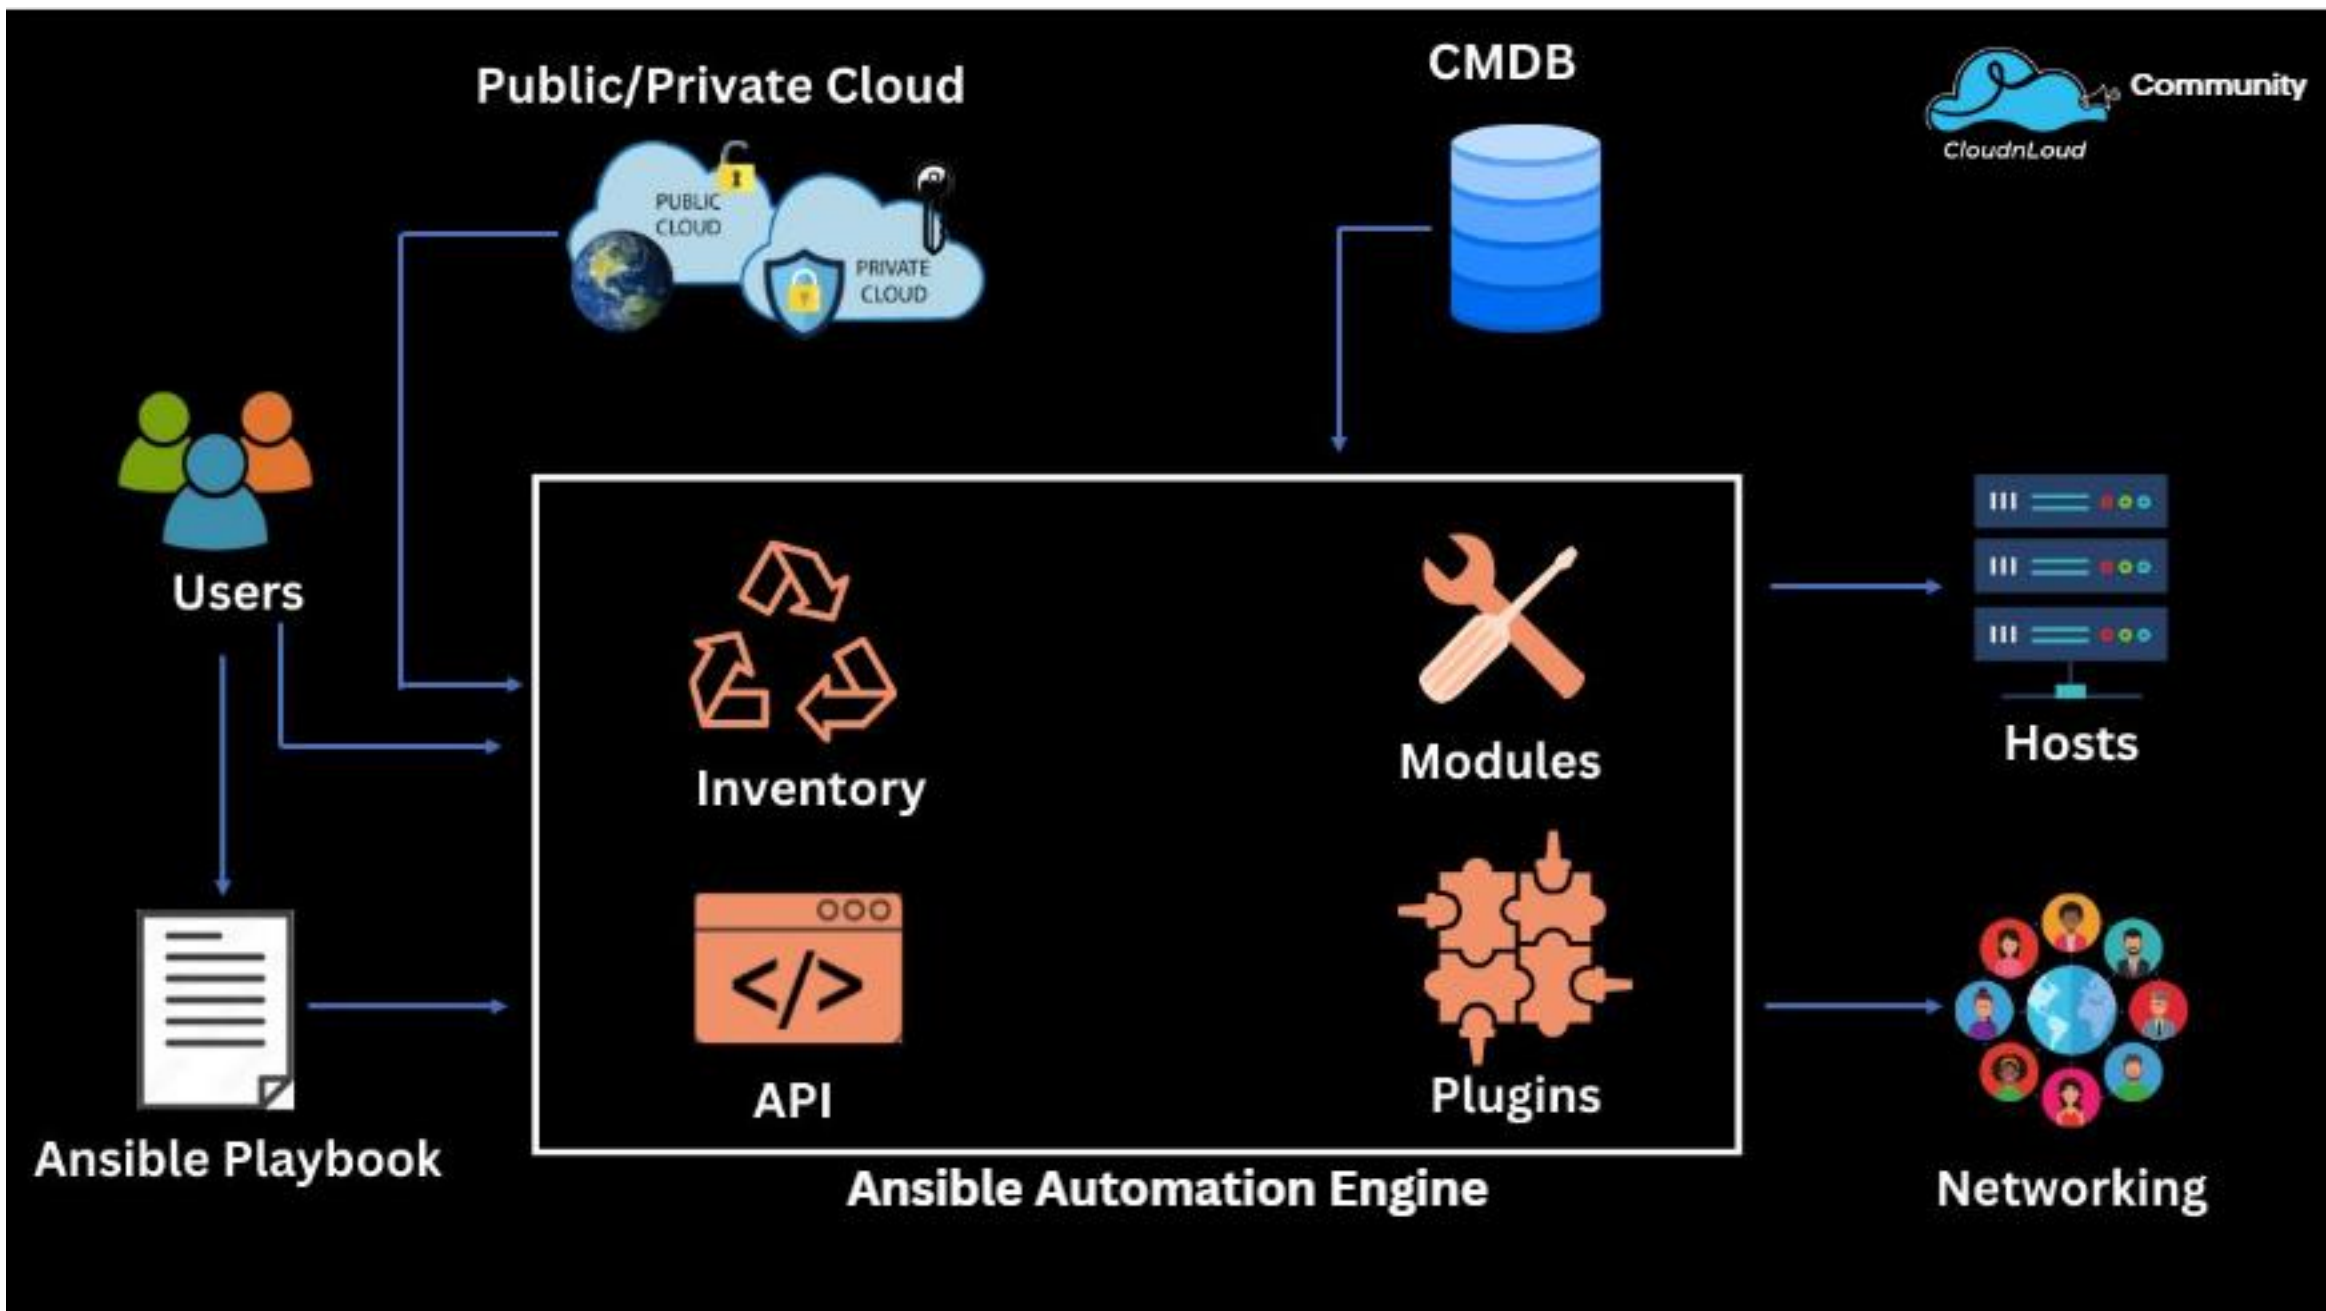 Public/Private Cloud
CMDB
Community
CloudnLoud
PUBLIC
CLOUD
PRIVATE
CLOUD
Users
Inventory
Modules
Hosts
</>
API
Plugins
Ansible Playbook
Ansible Automation Engine
Networking